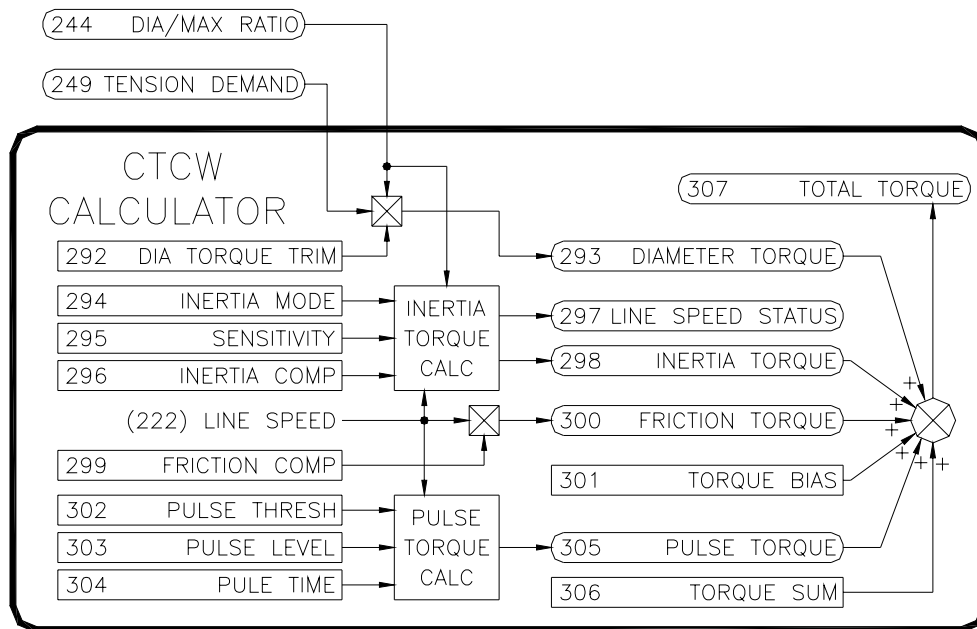 244 DIA/MAX RATIO
249 TENSION DEMAND
CTCW
CALCULATOR
307 TOTAL TORQUE
292 DIA TORQUE TRIM
293 DIAMETER TORQUE
294 INERTIA MODE
295 SENSITIVITY
296 INERTIA COMP
INERTIA
TORQUE
CALC
297 LINE SPEED STATUS
298 INERTIA TORQUE
(222) LINE SPEED
300 FRICTION TORQUE
299 FRICTION COMP
301 TORQUE BIAS
302 PULSE THRESH
303 PULSE LEVEL
304 PULE TIME
PULSE
TORQUE
CALC
305 PULSE TORQUE
306 TORQUE SUM
+
+
+
+
+
+